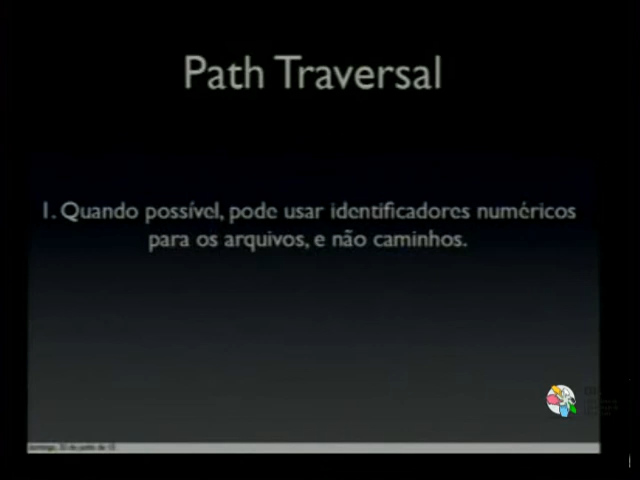 Path Traversal
1. Quando possível, pode usar identificadores numéricos
para os arquivos, e não caminhos.